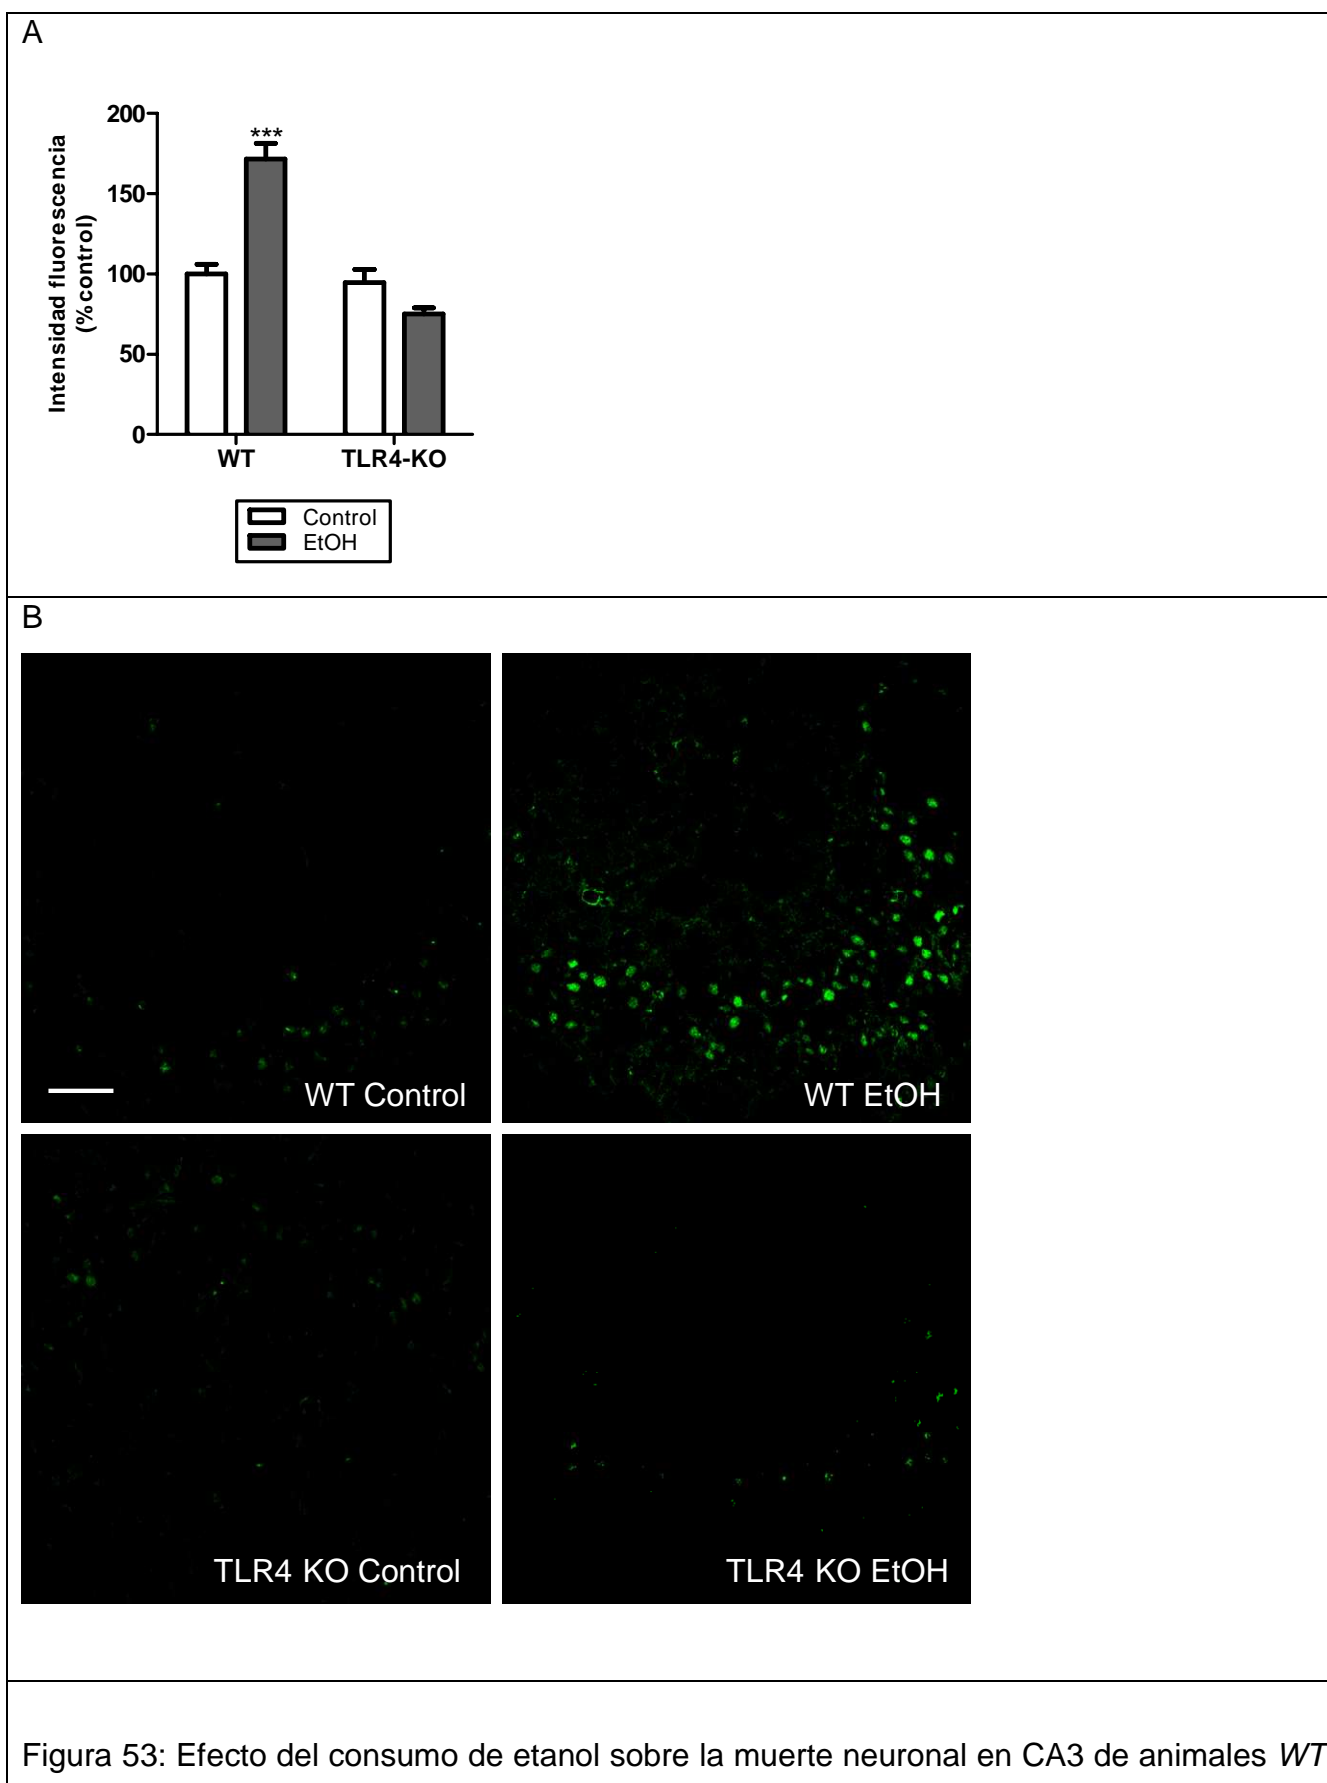 A
200
***
150
100
50
0
Intensidad fluorescencia
(%control)
WT TLR4-KO
Control
EtOH
B
WT Control
WT EtOH
TLR4 KO Control
TLR4 KO EtOH
Figura 53: Efecto del consumo de etanol sobre la muerte neuronal en CA3 de animales WT